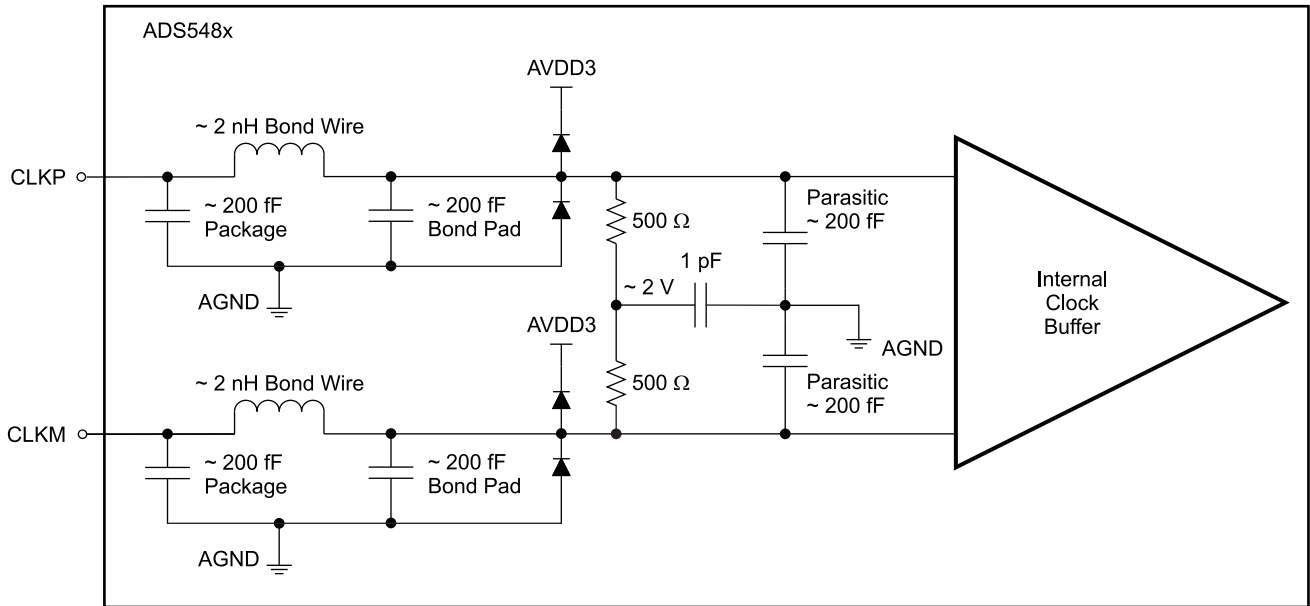 ADS548x
AVDD3
~ 2 nH Bond Wire
CLKP
~ 200 fF
Package
~ 200 fF
Bond Pad
500 Ω
Parasitic
~ 200 fF
1 pF
~ 2 V
AGND
Internal
Clock
Buffer
AVDD3
AGND
~ 2 nH Bond Wire
500 Ω
Parasitic
~ 200 fF
CLKM
~ 200 fF
Package
~ 200 fF
Bond Pad
AGND